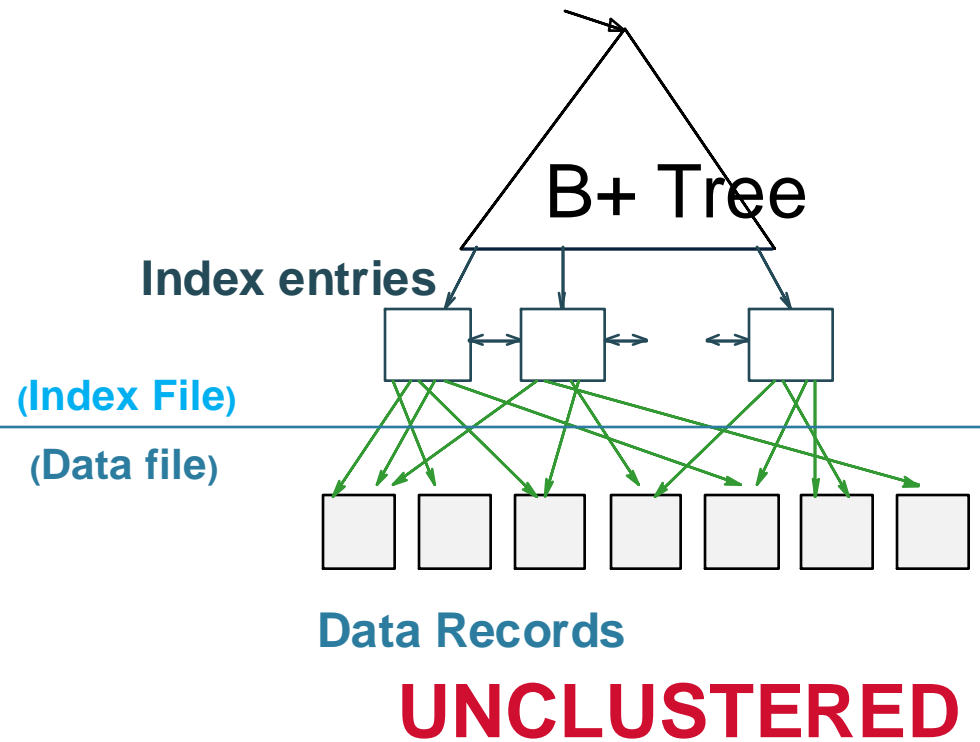 B+ Tree
Index entries
(Index File)
(Data file)
Data Records
UNCLUSTERED